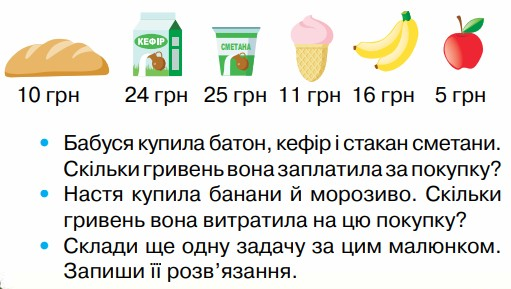 КЕФІР
СМЕТАНА
10 грн 24 грн 25 грн 11 грн 16 грн 5 грн
• Бабуся купила батон, кефір і стакан сметани.
Скільки гривень вона заплатила за покупку?
• Настя купила банани й морозиво. Скільки
гривень вона витратила на цю покупку?
• Склади ще одну задачу за цим малюнком.
Запиши її розв’язання.